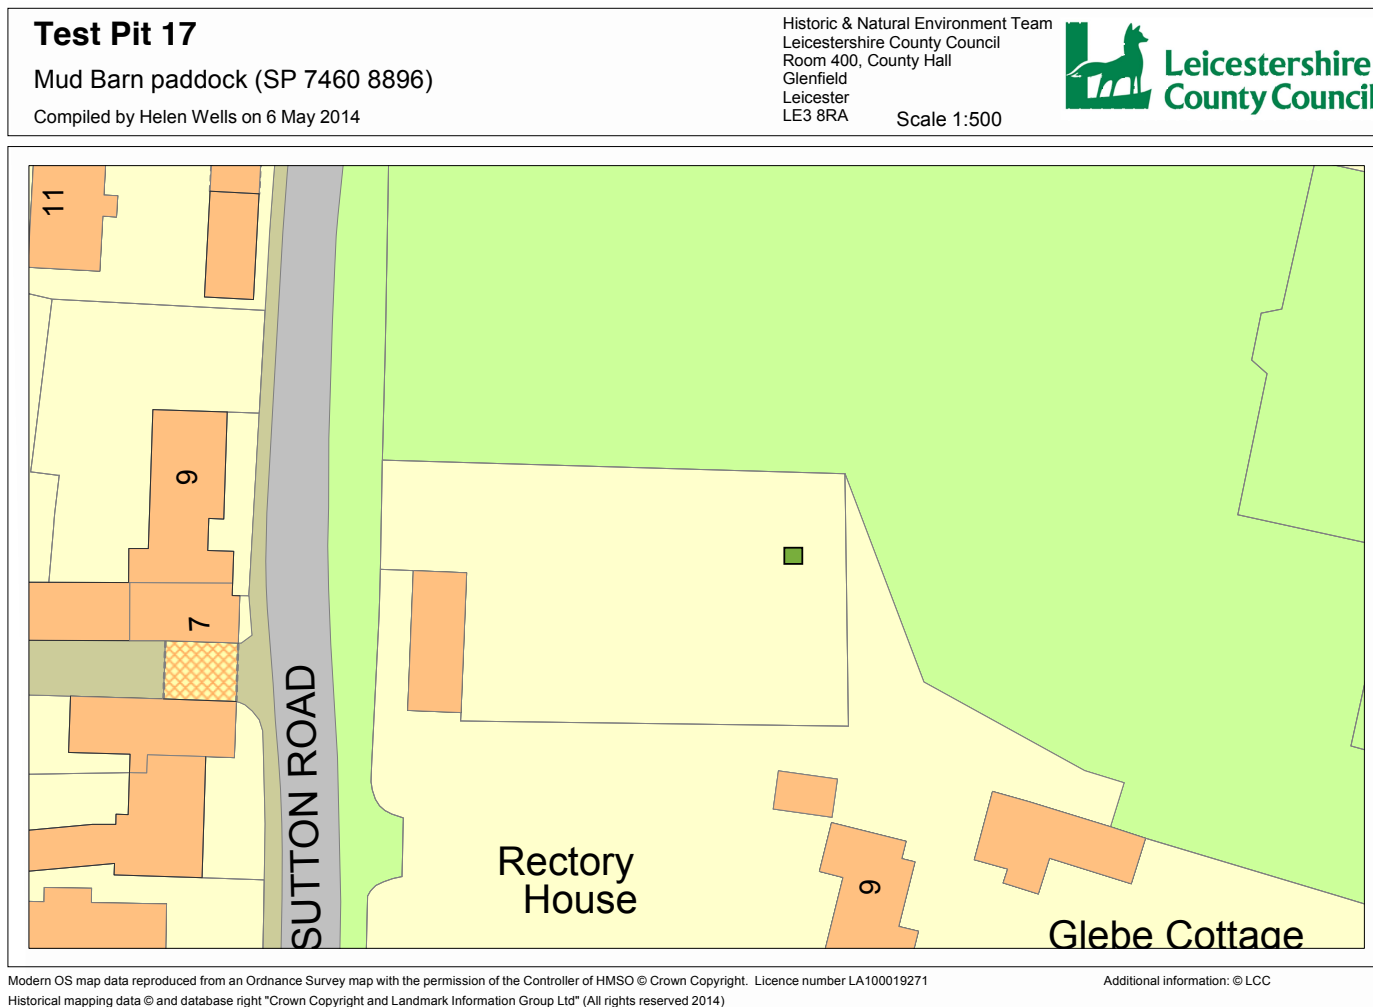 Test Pit 17
Mud Barn paddock (SP 7460 8896)
Compiled by Helen Wells on 6 May 2014
Historic & Natural Environment Team
Leicestershire County Council
Room 400, County Hall
Glenfield
Leicester
LE3 8RA
Scale 1:500
Leicestershire
County Council
11
9
7
SUTTON ROAD
Rectory
House
9
Glebe Cottage
Modern OS map data reproduced from an Ordnance Survey map with the permission of the Controller of HMSO © Crown Copyright. Licence number LA100019271
Additional information: © LCC
Historical mapping data © and database right "Crown Copyright and Landmark Information Group Ltd" (All rights reserved 2014)